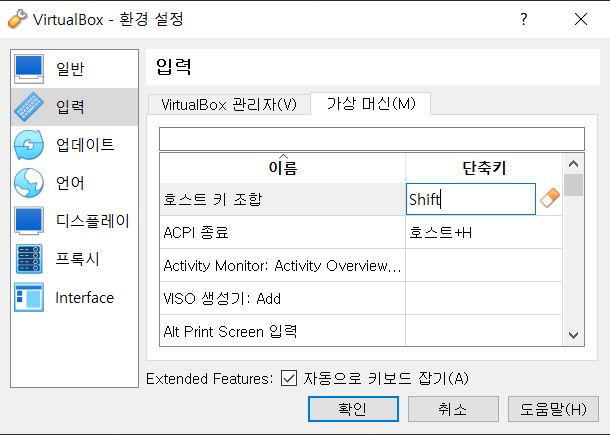 VirtualBox - 환경 설정
?
일반
입력
업데이트
언어
디스플레이
프록시
Interface
입력
VirtualBox 관리자(V) 가상 머신(M)
이름 단축키
호스트 키 조합 Shift
ACPI 종료 호스트+H
Activity Monitor: Activity Overview...
VISO 생성기: Add
Alt Print Screen 입력
Extended Features: 자동으로 키보드 잡기(A)
확인 취소 도움말(H)